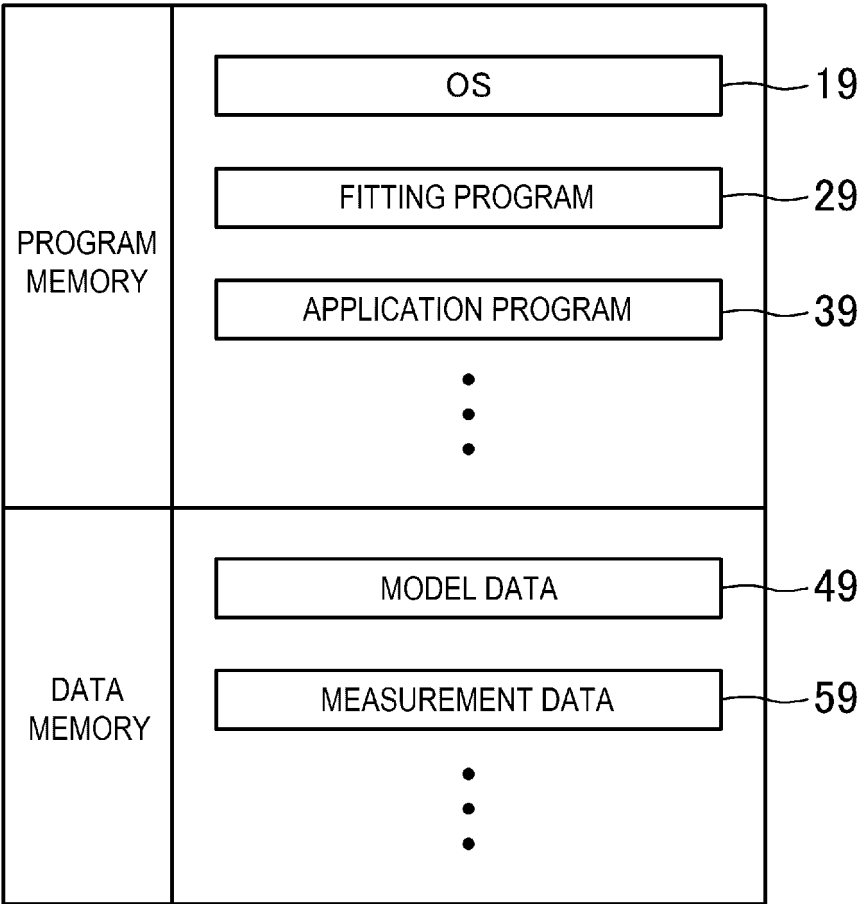 PROGRAM
MEMORY
OS
19
FITTING PROGRAM
29
APPLICATION PROGRAM
39
DATA
MEMORY
MODEL DATA
49
MEASUREMENT DATA
59